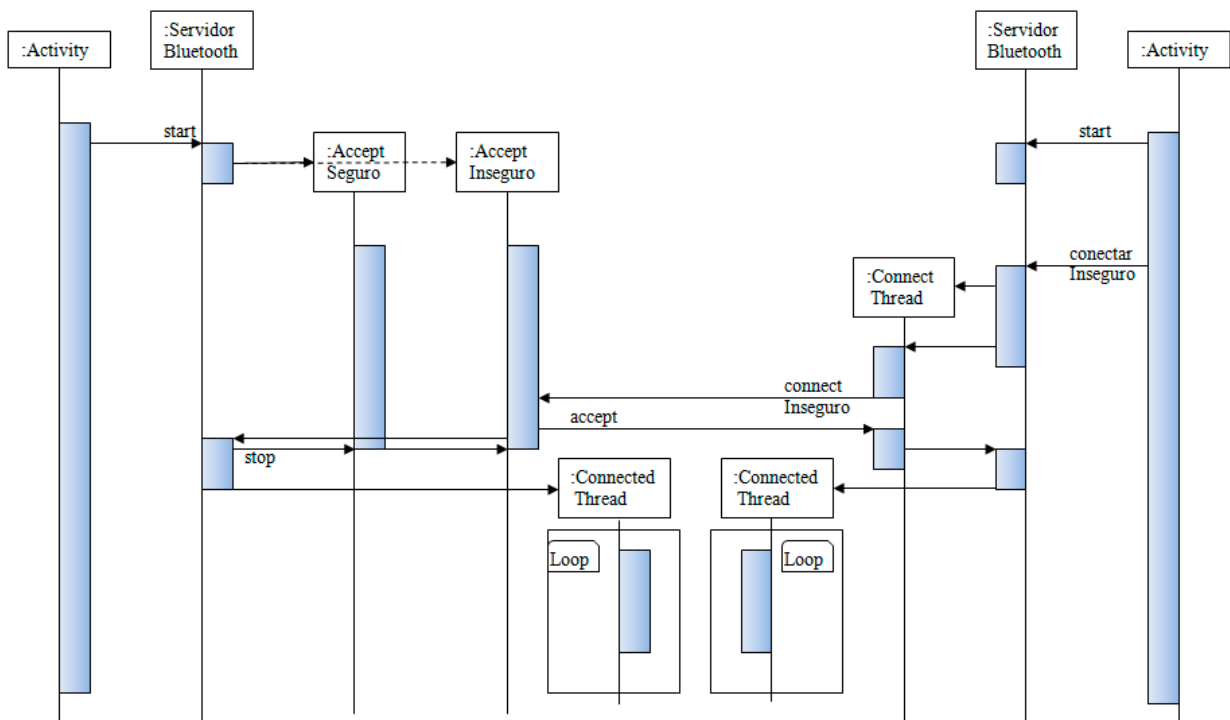 :Activity
:Servidor
Bluetooth
:Servidor
Bluetooth
:Activity
start
:Accept
Seguro
:Accept
Inseguro
start
conectar
Inseguro
:Connect
Thread
connect
Inseguro
accept
stop
:Connected
Thread
:Connected
Thread
Loop
Loop